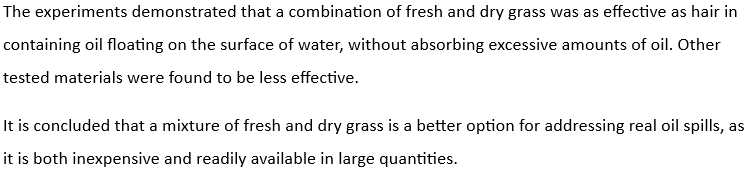 The experiments demonstrated that a combination of fresh and dry grass was as effective as hair in
containing oil floating on the surface of water, without absorbing excessive amounts of oil. Other
tested materials were found to be less effective.
It is concluded that a mixture of fresh and dry grass is a better option for addressing real oil spills, as
it is both inexpensive and readily available in large quantities.